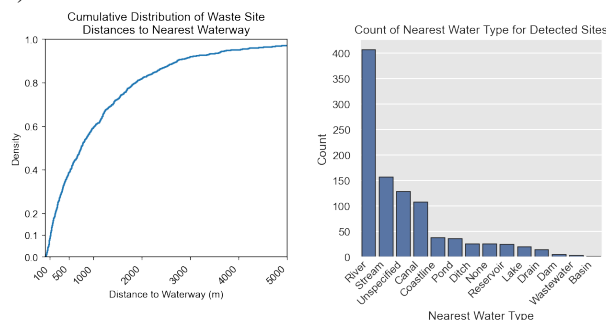 Cumulative Distribution of Waste Site
Distances to Nearest Waterway
1.0
0.8
0.6
0.4
0.2
0.1
0.0
Density
100
500
1000
2000
3000
4000
5000
Distance to Waterway (m)
Count of Nearest Water Type for Detected Sites
400
350
300
250
200
150
100
50
0
Count
River
Stream
Unspecified
Canal
Coastline
Pond
Ditch
None
Reservoir
Lake
Drain
Dam
Wastewater
Basin
Nearest Water Type